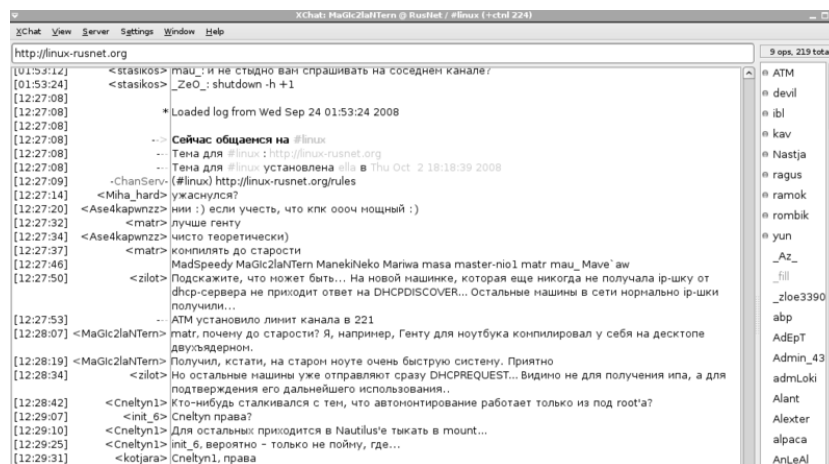 XChat: MaGIc2laNTern @ RusNet / #linux (+ctnl 224)
XChat View Server Settings Window Help
http://linux-rusnet.org
9 ops, 219 tota
[01:53:12] <stasikos> mau_: и не стыдно вам спрашивать на соседнем канале?
[01:53:24] <stasikos> _ZeO_: shutdown -h +1
[12:27:08]
[12:27:08] * Loaded log from Wed Sep 24 01:53:24 2008
[12:27:08]
[12:27:08] --> Сейчас общаемся на #linux
[12:27:08] --- Тема для #linux : http://linux-rusnet.org
[12:27:08] --- Тема для #linux установлена ella в Thu Oct 2 18:18:39 2008
[12:27:09] -ChanServ- (#linux) http://linux-rusnet.org/rules
[12:27:14] <Miha_hard> ужаснулся?
[12:27:20] <Ase4kapwnzz> нии :) если учесть, что кпк оооч мощный :)
[12:27:32] <matr> лучше генту
[12:27:34] <Ase4kapwnzz> чисто теоретически)
[12:27:37] <matr> компилять до старости
[12:27:46] MadSpeedy MaGIc2laNTern ManekiNeko Mariwa masa master-nio1 matr mau_ Mave`aw
[12:27:50] <zilot> Подскажите, что может быть... На новой машинке, которая еще никогда не получала ip-шку от
dhcp-сервера не приходит ответ на DHCPDISCOVER... Остальные машины в сети нормально ip-шки
получили...
[12:27:53] --- ATM установило лимит канала в 221
[12:28:07] <MaGIc2laNTern> matr, почему до старости? Я, например, Генту для ноутбука компилировал у себя на десктопе
двухъядерном.
[12:28:19] <MaGIc2laNTern> Получил, кстати, на старом ноуте очень быструю систему. Приятно
[12:28:34] <zilot> Но остальные машины уже отправляют сразу DHCPREQUEST... Видимо не для получения ипа, а для
подтверждения его дальнейшего использования..
[12:28:42] <Cneltyn1> Кто-нибудь сталкивался с тем, что автомонтирование работает только из под root'a?
[12:29:07] <init_6> Cneltyn права?
[12:29:10] <Cneltyn1> Для остальных приходится в Nautilus'e тыкать в mount...
[12:29:25] <Cneltyn1> init_6, вероятно – только не пойму, где...
[12:29:31] <kotjara> Cneltyn1, права
ATM
devil
ibl
kav
Nastja
ragus
ramok
rombik
yun
_Az_
_fill
_zloe3390
abp
AdEpT
Admin_43
admLoki
Alant
Alexter
alpaca
AnLeAl